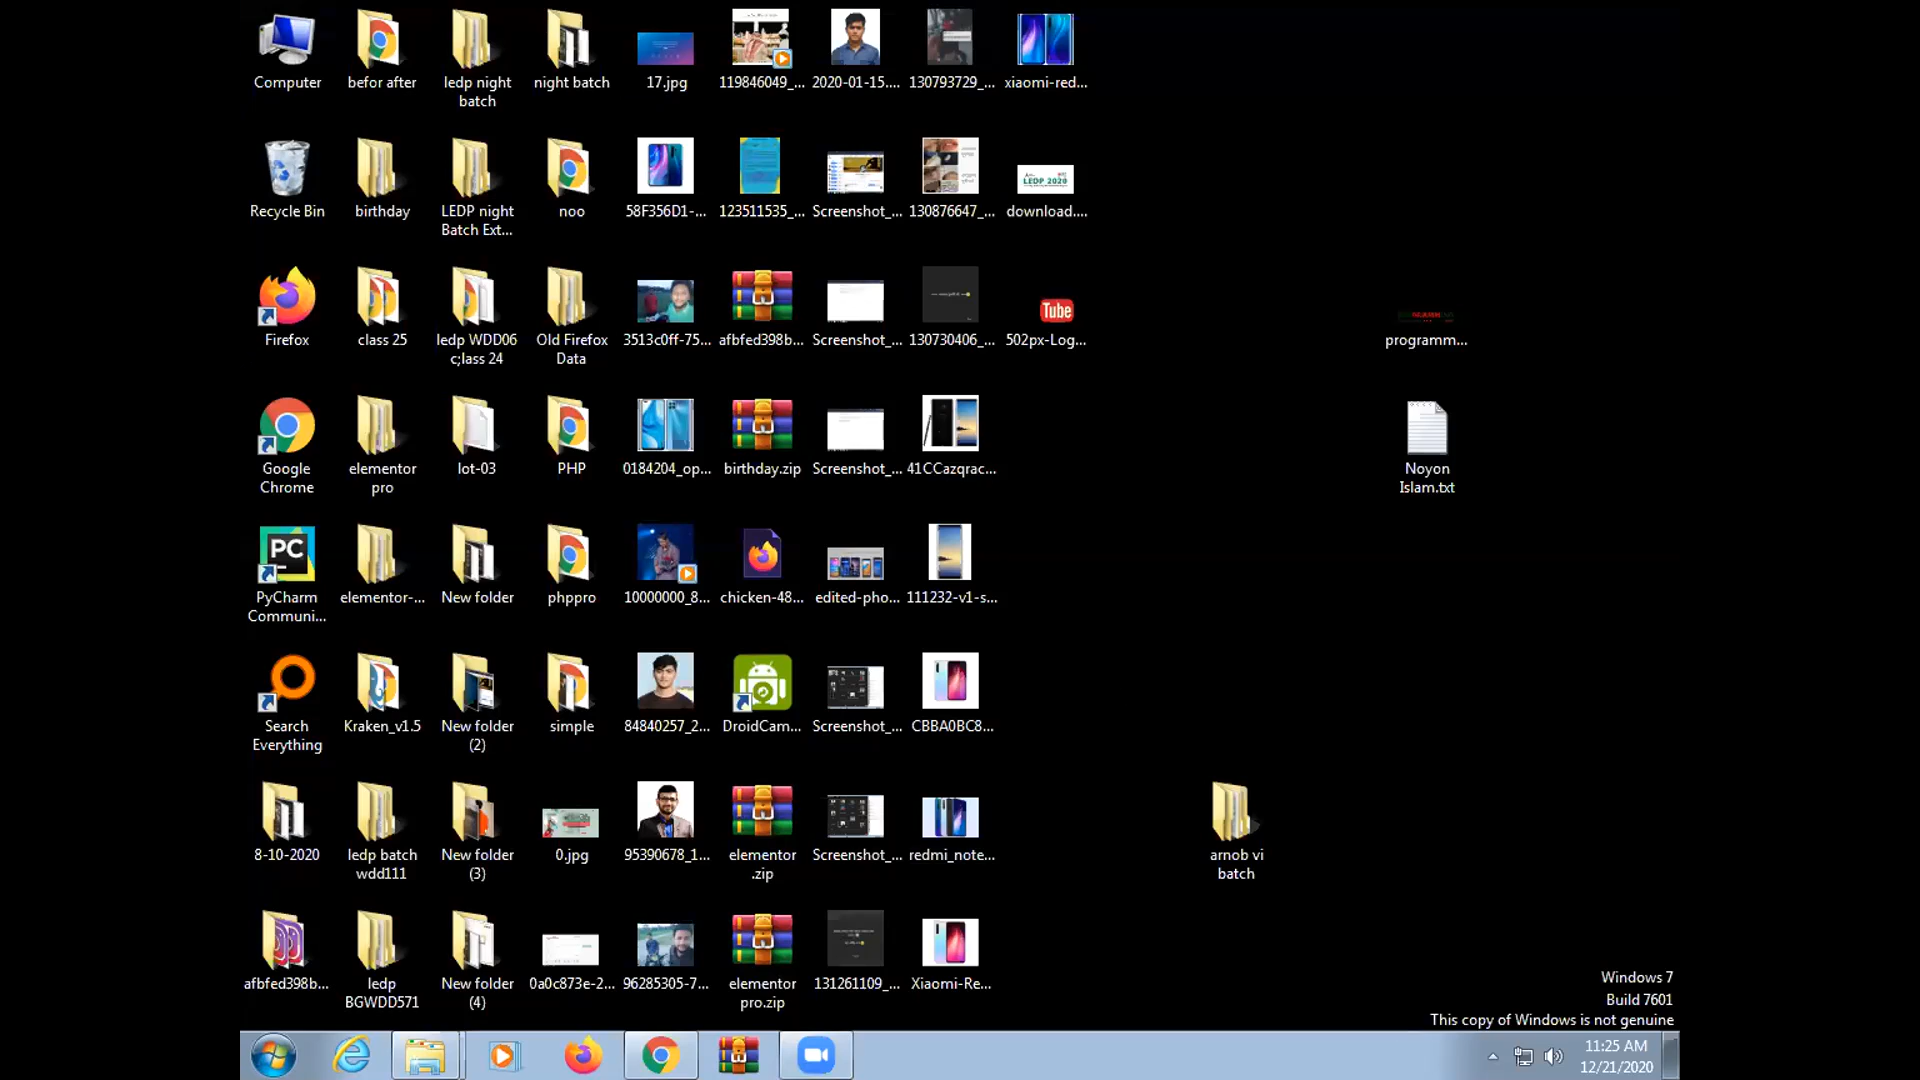 Computer
befor after
ledp night
batch
night batch
17.jpg
119846049_...
2020-01-15....
130793729_...
xiaomi-red...
Recycle Bin
birthday
LEDP night
Batch Ext...
noo
58F356D1-...
123511535_...
Screenshot_...
130876647_...
LEDP 2020
download....
Firefox
class 25
ledp WDD06
c;lass 24
Old Firefox
Data
3513c0ff-75...
afbfed398b...
Screenshot_...
130730406_...
Tube
502px-Log...
programm...
Google
Chrome
elementor
pro
lot-03
PHP
0184204_op...
birthday.zip
Screenshot_...
41CCazqrac...
Noyon
Islam.txt
PC
PyCharm
Communi...
elementor-...
New folder
phppro
10000000_8...
chicken-48...
edited-pho...
111232-v1-s...
Search
Everything
Kraken_v1.5
New folder
(2)
simple
84840257_2...
DroidCam...
Screenshot_...
CBBA0BC8...
8-10-2020
ledp batch
wdd111
New folder
(3)
0.jpg
95390678_1...
elementor
.zip
Screenshot_...
redmi_note...
arnob vi
batch
afbfed398b...
ledp
BGWDD571
New folder
(4)
0a0c873e-2...
96285305-7...
elementor
pro.zip
131261109_...
Xiaomi-Re...
Windows 7
Build 7601
This copy of Windows is not genuine
11:25 AM
12/21/2020